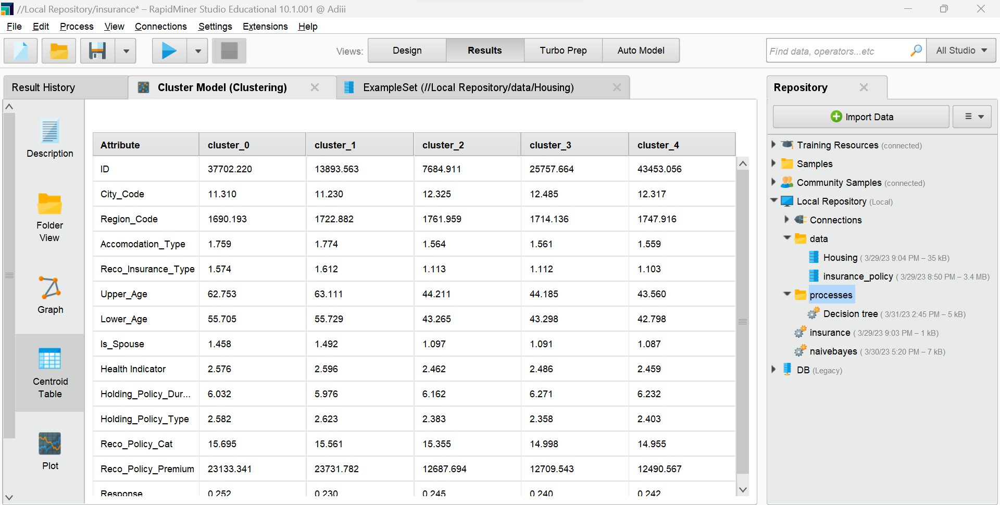 //Local Repository/insurance* – RapidMiner Studio Educational 10.1.001 @ Adiii
File Edit Process View Connections Settings Extensions Help
Views: Design Results Turbo Prep Auto Model Find data, operators...etc All Studio
Result History Cluster Model (Clustering) ExampleSet (//Local Repository/data/Housing)
Description
Folder
View
Graph
Centroid
Table
Plot
Attribute cluster_0 cluster_1 cluster_2 cluster_3 cluster_4
ID 37702.220 13893.563 7684.911 25757.664 43453.056
City_Code 11.310 11.230 12.325 12.485 12.317
Region_Code 1690.193 1722.882 1761.959 1714.136 1747.916
Accomodation_Type 1.759 1.774 1.564 1.561 1.559
Reco_Insurance_Type 1.574 1.612 1.113 1.112 1.103
Upper_Age 62.753 63.111 44.211 44.185 43.560
Lower_Age 55.705 55.729 43.265 43.298 42.798
Is_Spouse 1.458 1.492 1.097 1.091 1.087
Health Indicator 2.576 2.596 2.462 2.486 2.459
Holding_Policy_Dur... 6.032 5.976 6.162 6.271 6.232
Holding_Policy_Type 2.582 2.623 2.383 2.358 2.403
Reco_Policy_Cat 15.695 15.561 15.355 14.998 14.955
Reco_Policy_Premium 23133.341 23731.782 12687.694 12709.543 12490.567
Response 0.252 0.230 0.245 0.240 0.242
Repository
Import Data
Training Resources (connected)
Samples
Community Samples (connected)
Local Repository (Local)
Connections
data
Housing ( 3/29/23 9:04 PM – 35 kB)
insurance_policy ( 3/29/23 8:50 PM – 3.4 MB)
processes
Decision tree ( 3/31/23 2:45 PM – 5 kB)
insurance ( 3/29/23 9:03 PM – 1 kB)
naivebayes ( 3/30/23 5:20 PM – 7 kB)
DB (Legacy)